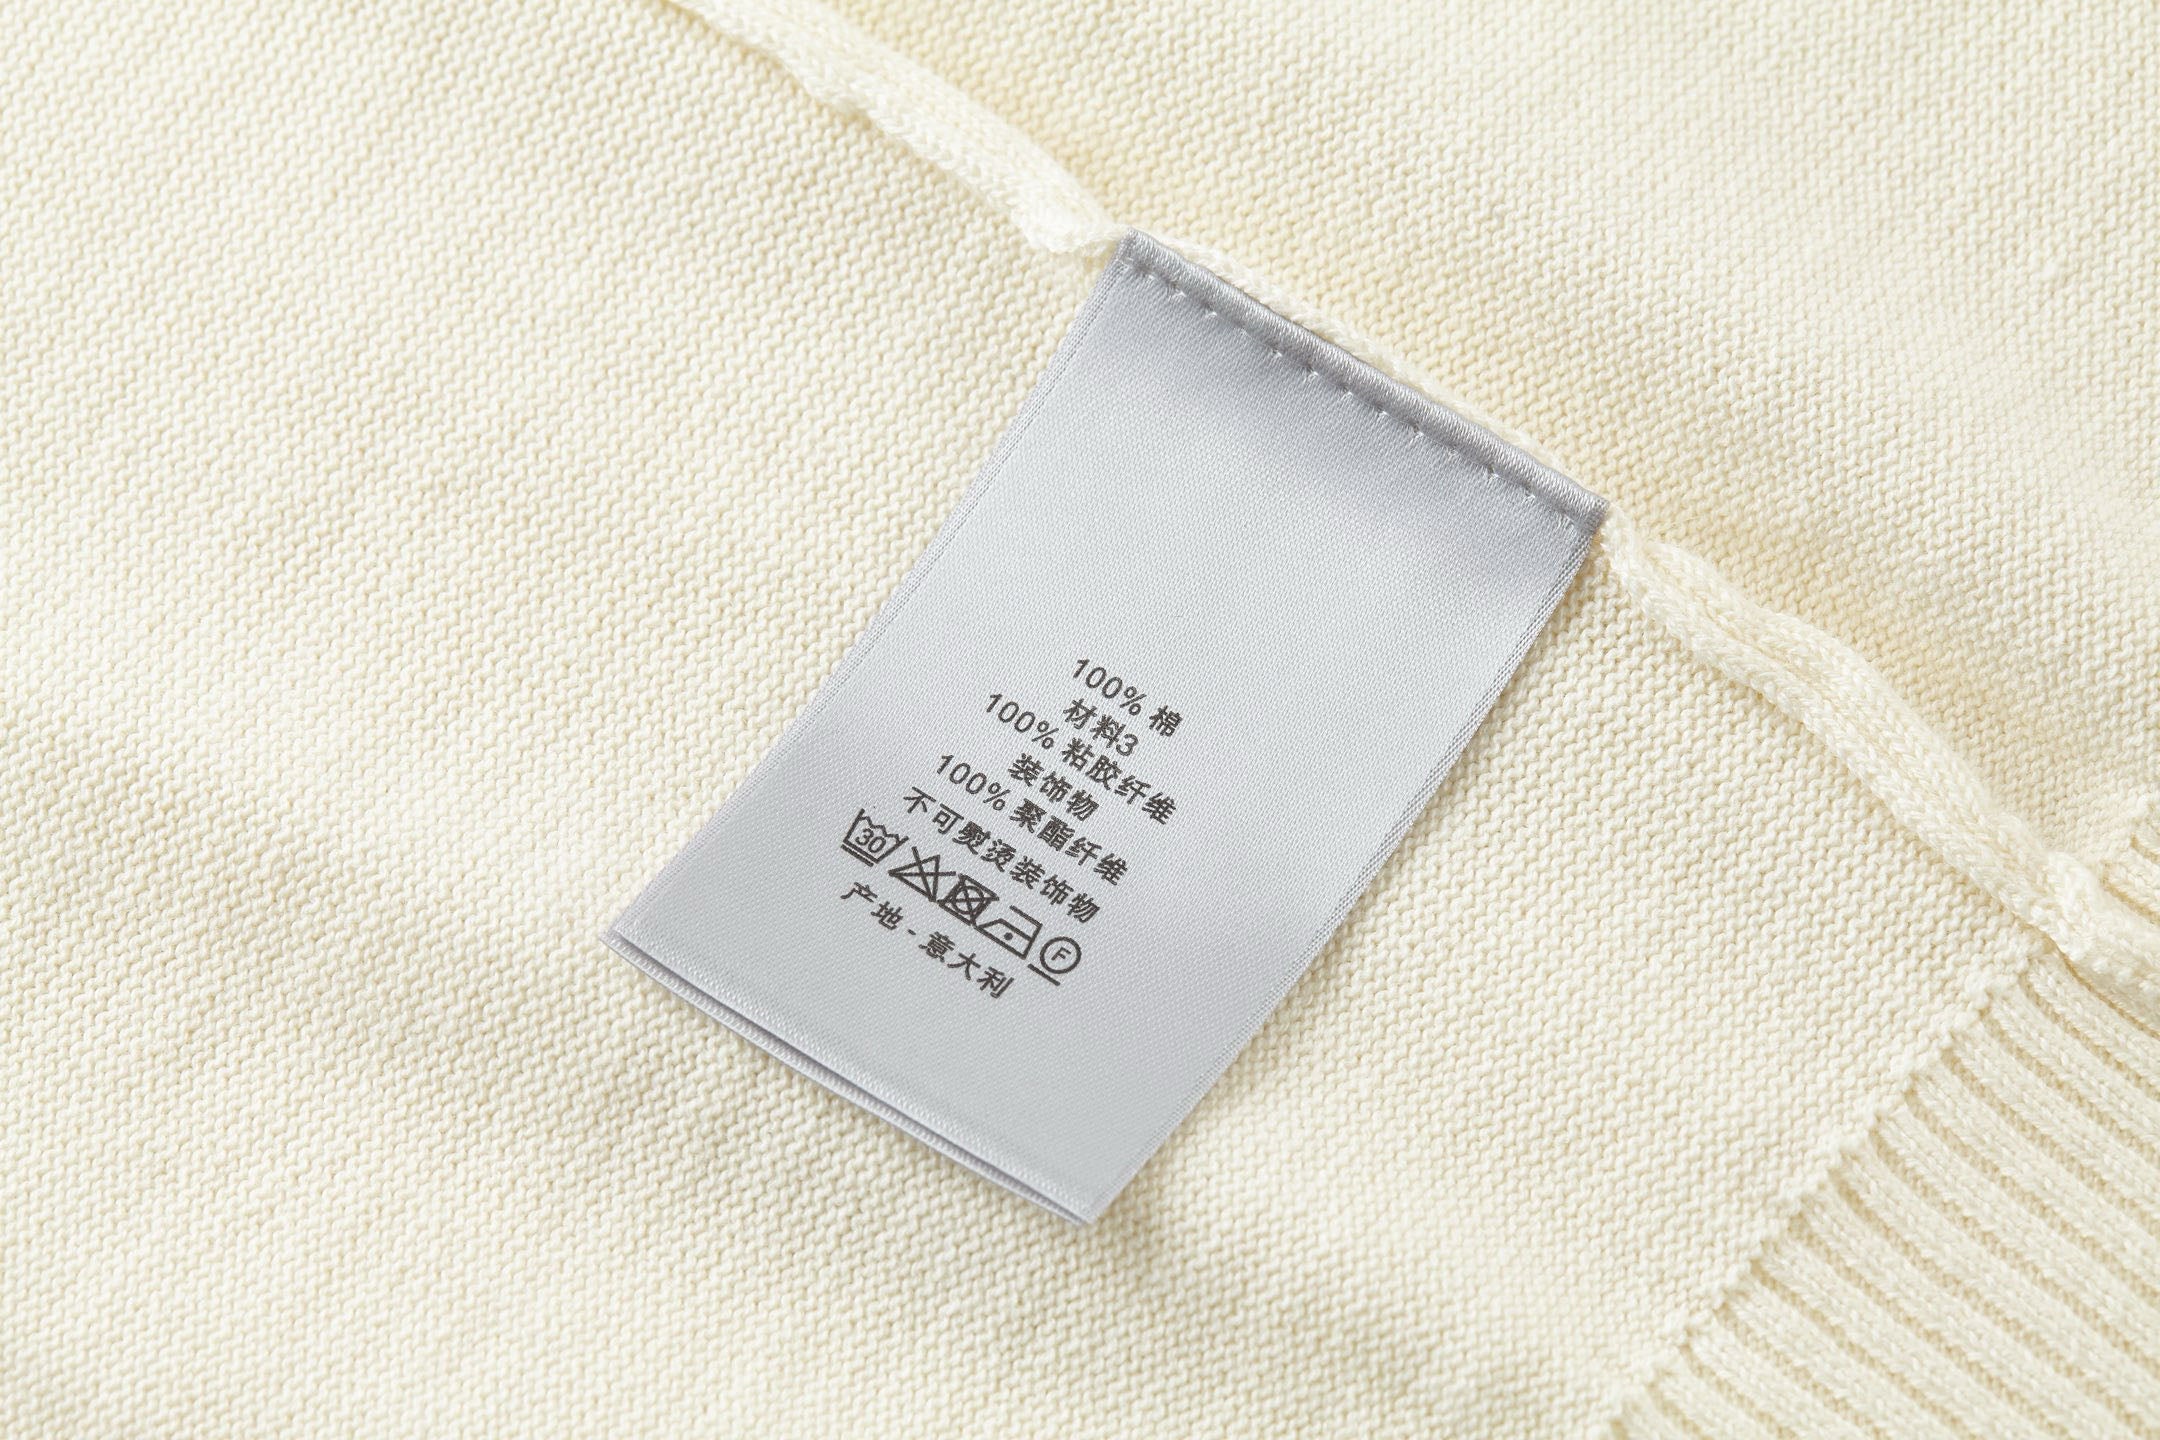 100% 棉
材料3
100% 粘胶纤维
装饰物
100% 聚酯纤维
不可熨烫装饰物
30 F
产地 - 意大利